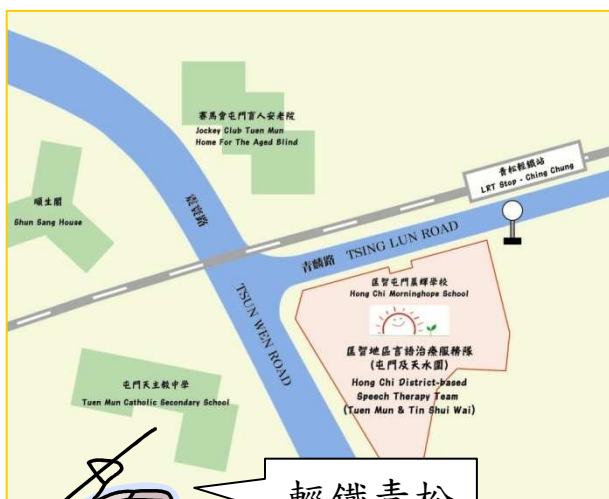 賽馬會屯門盲人安老院
Jockey Club Tuen Mun
Home For The Aged Blind
青松輕鐵站
LRT Stop - Ching Chung
順生閣
Shun Sang House
震寰路
青麟路 TSING LUN ROAD
匡智屯門晨輝學校
Hong Chi Morninghope School
TSUN WEN ROAD
匡智地區言語治療服務隊
(屯門及天水圍)
Hong Chi District-based
Speech Therapy Team
(Tuen Mun & Tin Shui Wai)
屯門天主教中學
Tuen Mun Catholic Secondary School
輕鐵青松